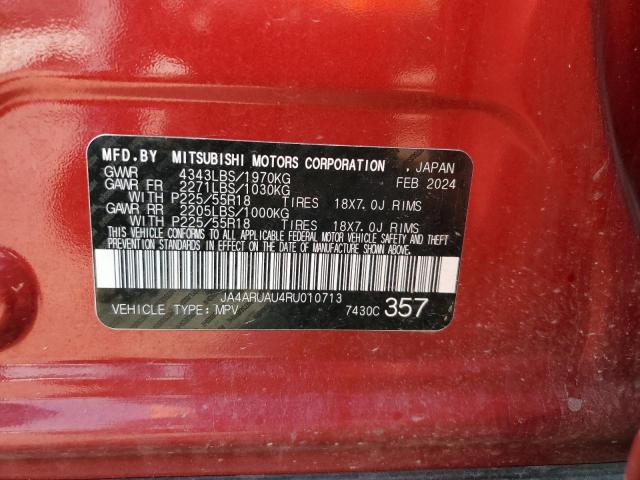 MFD.BY MITSUBISHI MOTORS CORPORATION . JAPAN
GVWR 4343LBS/1970KG FEB 2024
GAWR FR 2271LBS/1030KG
WITH P225/55R18 TIRES 18X7.0J RIMS
GAWR RR 2205LBS/1000KG
WITH P225/55R18 TIRES 18X7.0J RIMS
THIS VEHICLE CONFORMS TO ALL APPLICABLE FEDERAL MOTOR VEHICLE SAFETY AND THEFT
PREVENTION STANDARDS IN EFFECT ON THE DATE OF MANUFACTURE SHOWN ABOVE.
JA4ARUAU4RU010713
VEHICLE TYPE:MPV 7430C 357